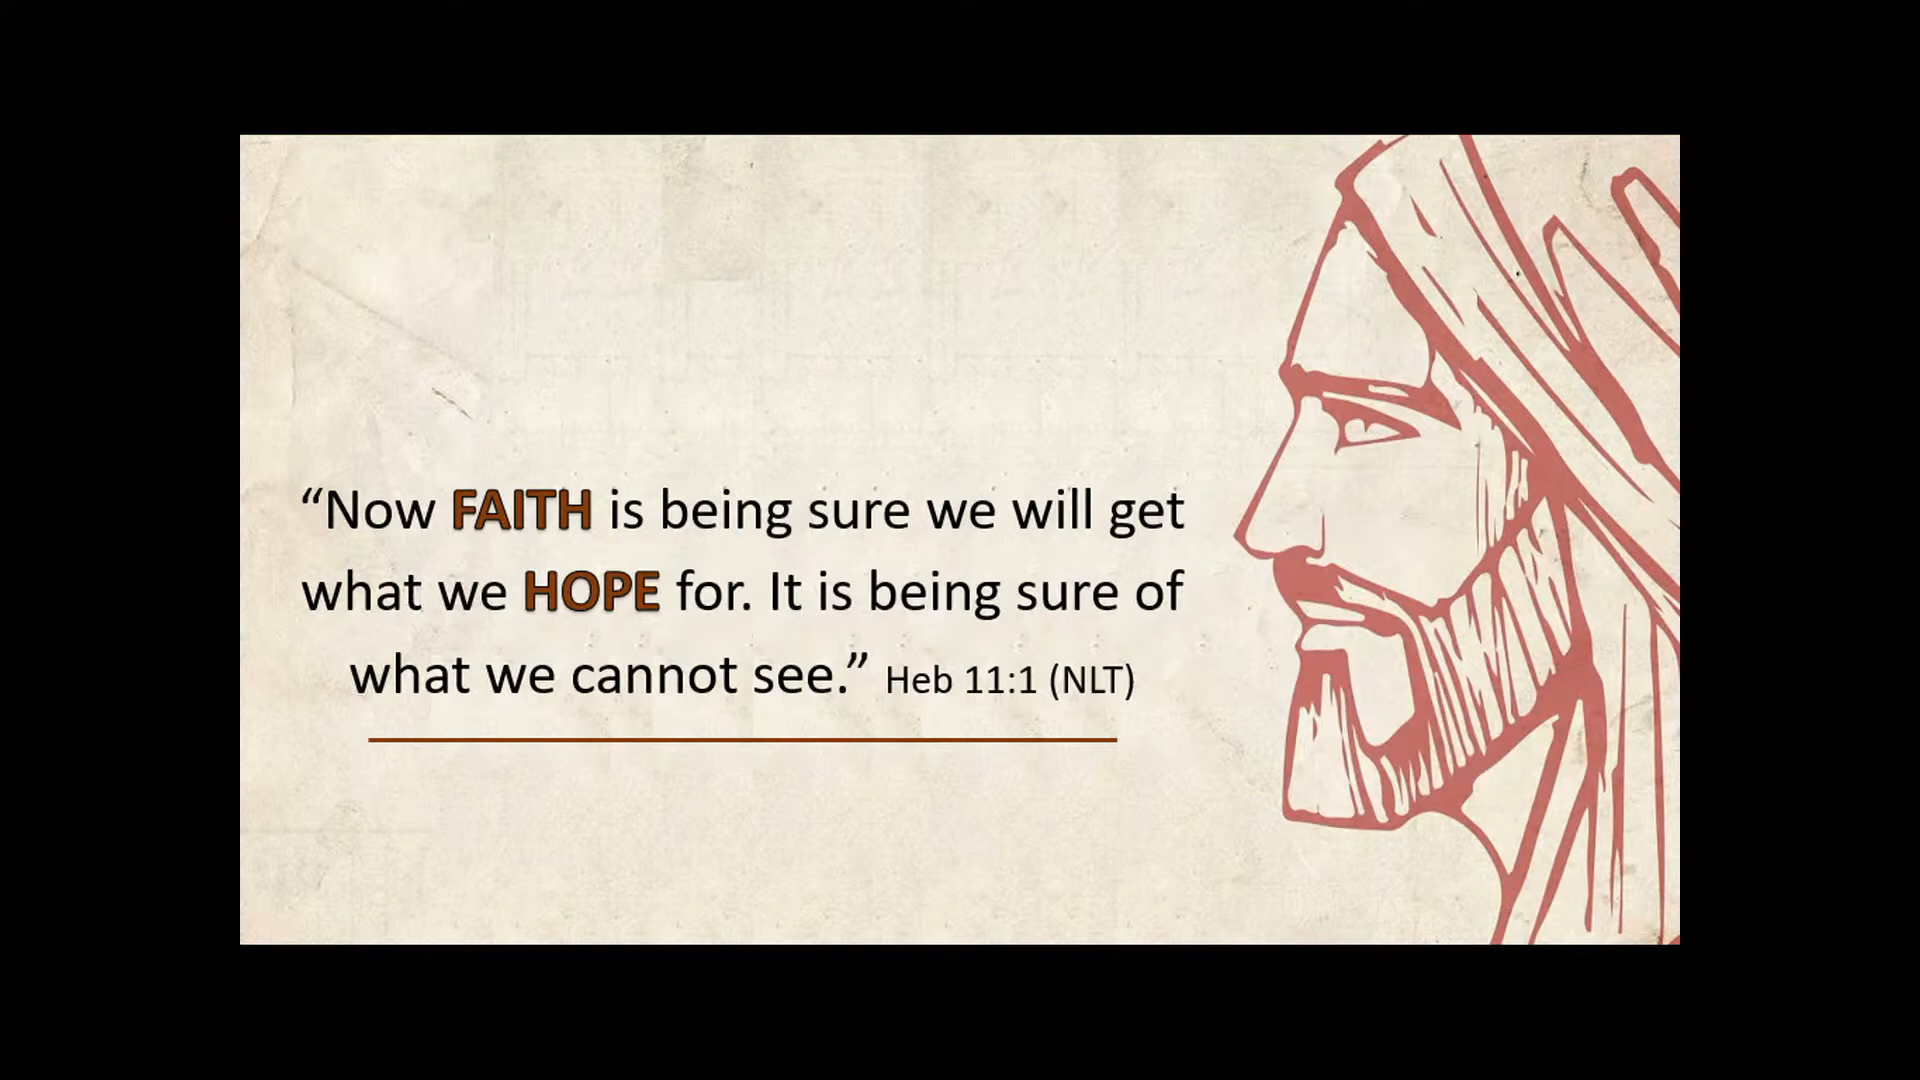 “Now FAITH is being sure we will get
what we HOPE for. It is being sure of
what we cannot see.” Heb 11:1 (NLT)